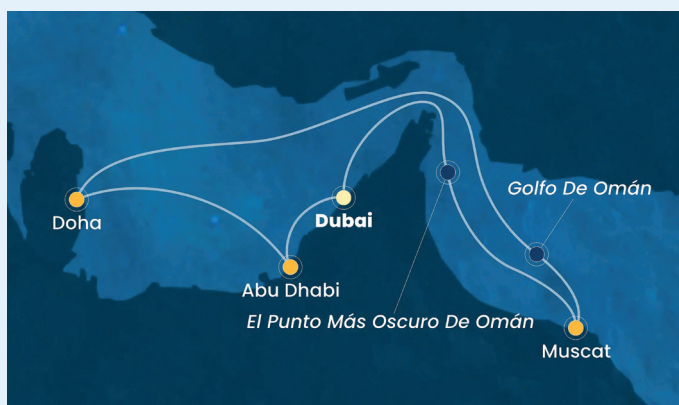 Golfo De Omán
Doha
Dubai
Abu Dhabi
El Punto Más Oscuro De Omán
Muscat